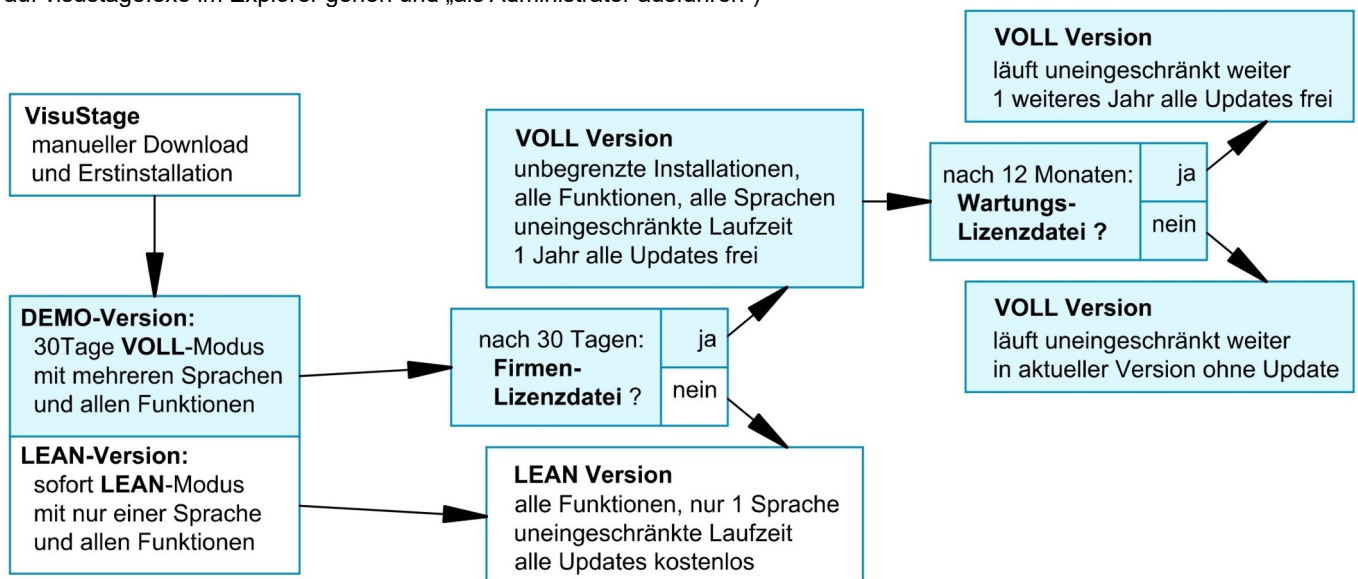 auf visustage.exe im Explorer gehen und „als Administrator ausführen“)
VisuStage
manueller Download
und Erstinstallation
DEMO-Version:
30Tage VOLL-Modus
mit mehreren Sprachen
und allen Funktionen
LEAN-Version:
sofort LEAN-Modus
mit nur einer Sprache
und allen Funktionen
nach 30 Tagen:
Firmen-
Lizenzdatei ?
ja
nein
VOLL Version
unbegrenzte Installationen,
alle Funktionen, alle Sprachen
uneingeschränkte Laufzeit
1 Jahr alle Updates frei
LEAN Version
alle Funktionen, nur 1 Sprache
uneingeschränkte Laufzeit
alle Updates kostenlos
nach 12 Monaten:
Wartungs-
Lizenzdatei ?
ja
nein
VOLL Version
läuft uneingeschränkt weiter
1 weiteres Jahr alle Updates frei
VOLL Version
läuft uneingeschränkt weiter
in aktueller Version ohne Update